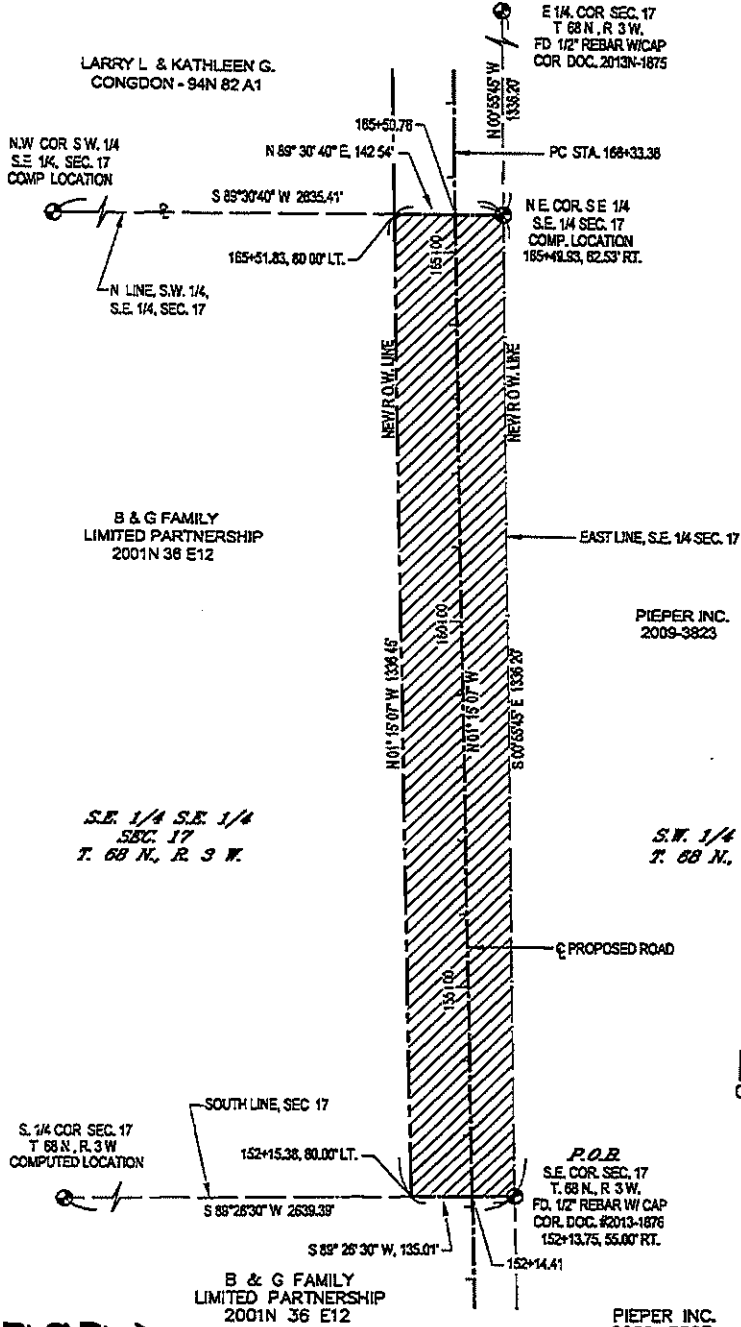 E 1/4 COR SEC. 17
T 68 N, R 3 W.
FD 1/2" REBAR W/CAP
COR DOC. 2013N-1875
LARRY L & KATHLEEN G.
CONGDON - 94N 82 A1
N 00°55'45" W
1336.20'
165+50.76
N 89° 30' 40" E, 142 54'
PC STA. 166+33.36
N.W COR S W. 1/4
S.E 1/4, SEC. 17
COMP LOCATION
S 89°30'40" W 2635.41'
N E. COR. S E 1/4
S.E. 1/4 SEC. 17
COMP. LOCATION
165+49.93, 62.53' RT.
165+51.83, 80 00' LT.
165+00
N LINE, S.W. 1/4,
S.E. 1/4, SEC. 17
NEW R O W. LINE
NEW R O W. LINE
B & G FAMILY
LIMITED PARTNERSHIP
2001N 36 E12
EAST LINE, S.E. 1/4 SEC. 17
PIEPER INC.
2009-3823
160+00
N 01° 15' 07" W 1336.45'
N 01° 15' 07" W
S 00°55'45" E 1336 20'
S.E. 1/4 S.E. 1/4
SEC. 17
T. 68 N., R. 3 W.
S.W. 1/4
T. 68 N.,
℄ PROPOSED ROAD
155+00
SOUTH LINE, SEC 17
S. 1/4 COR SEC. 17
T 68 N, R. 3 W
COMPUTED LOCATION
152+15.38, 80.00' LT.
P.O.B.
S.E. COR. SEC. 17
T. 68 N., R 3 W.
FD. 1/2" REBAR W/ CAP
COR. DOC. #2013-1876
152+13.75, 55.00' RT.
S 89°26'30" W 2639.39'
S 89° 26' 30" W, 135.01'
152+14.41
B & G FAMILY
LIMITED PARTNERSHIP
2001N 36 E12
PIEPER INC.